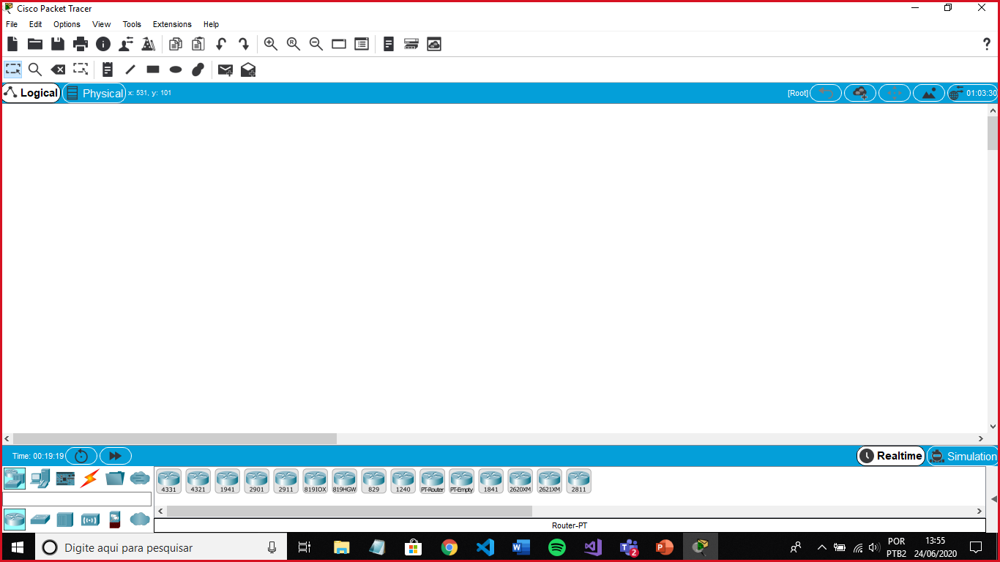 Cisco Packet Tracer
File Edit Options View Tools Extensions Help
R
?
Logical Physical x: 531, y: 101 [Root] 01:03:30
Time: 00:19:19 Realtime Simulation
4331 4321 1941 2901 2911 819IOX 819HGW 829 1240 PT-Router PT-Empty 1841 2620XM 2621XM 2811
Router-PT
Digite aqui para pesquisar
W
2
P
POR
PTB2
13:55
24/06/2020